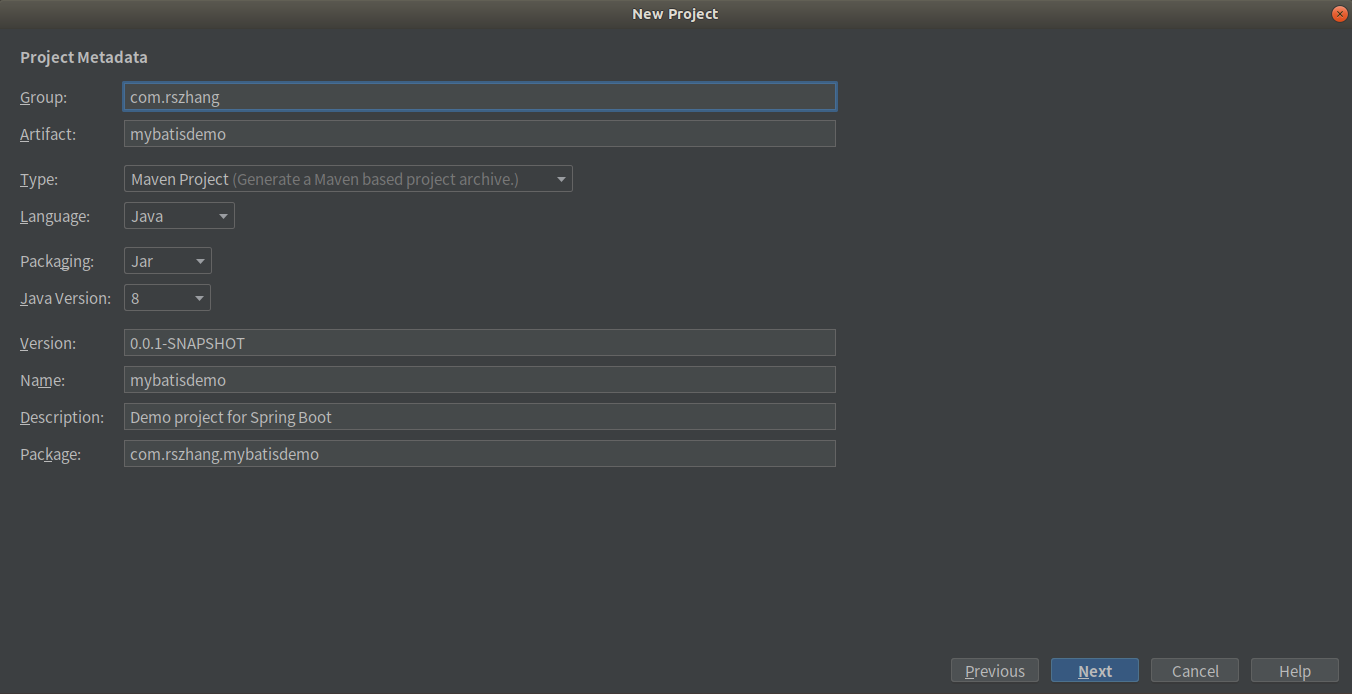 New Project
Project Metadata
Group: com.rszhang
Artifact: mybatisdemo
Type: Maven Project (Generate a Maven based project archive.)
Language: Java
Packaging: Jar
Java Version: 8
Version: 0.0.1-SNAPSHOT
Name: mybatisdemo
Description: Demo project for Spring Boot
Package: com.rszhang.mybatisdemo
Previous Next Cancel Help